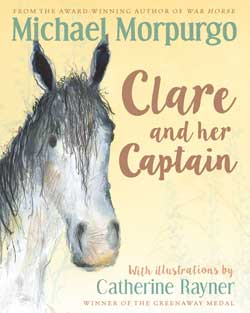 FROM THE AWARD-WINNING AUTHOR OF WAR HORSE
Michael Morpurgo
Clare
and her
Captain
With illustrations by
Catherine Rayner
WINNER OF THE GREENAWAY MEDAL